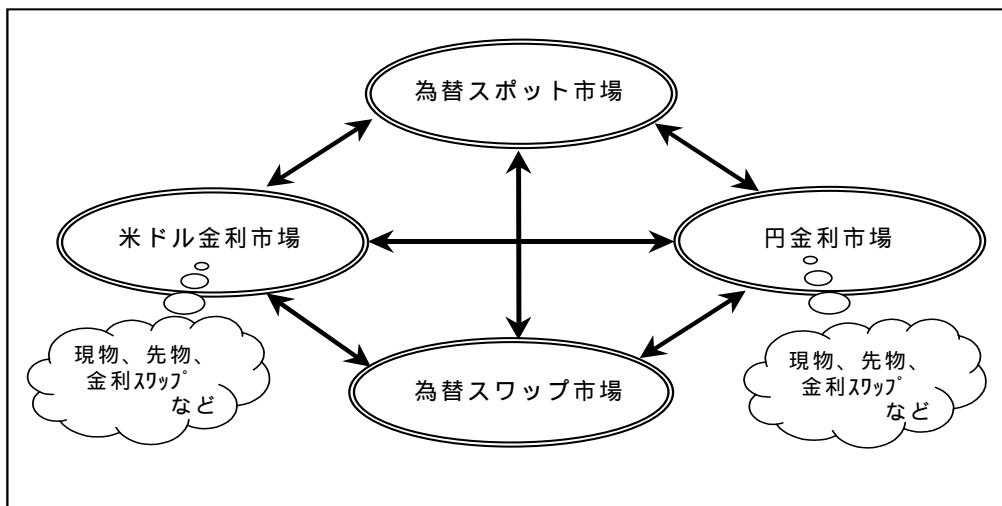 為替スポット市場
米ドル金利市場
円金利市場
現物、先物、
金利ｽﾜｯﾌﾟ
など
現物、先物、
金利ｽﾜｯﾌﾟ
など
為替スワップ市場